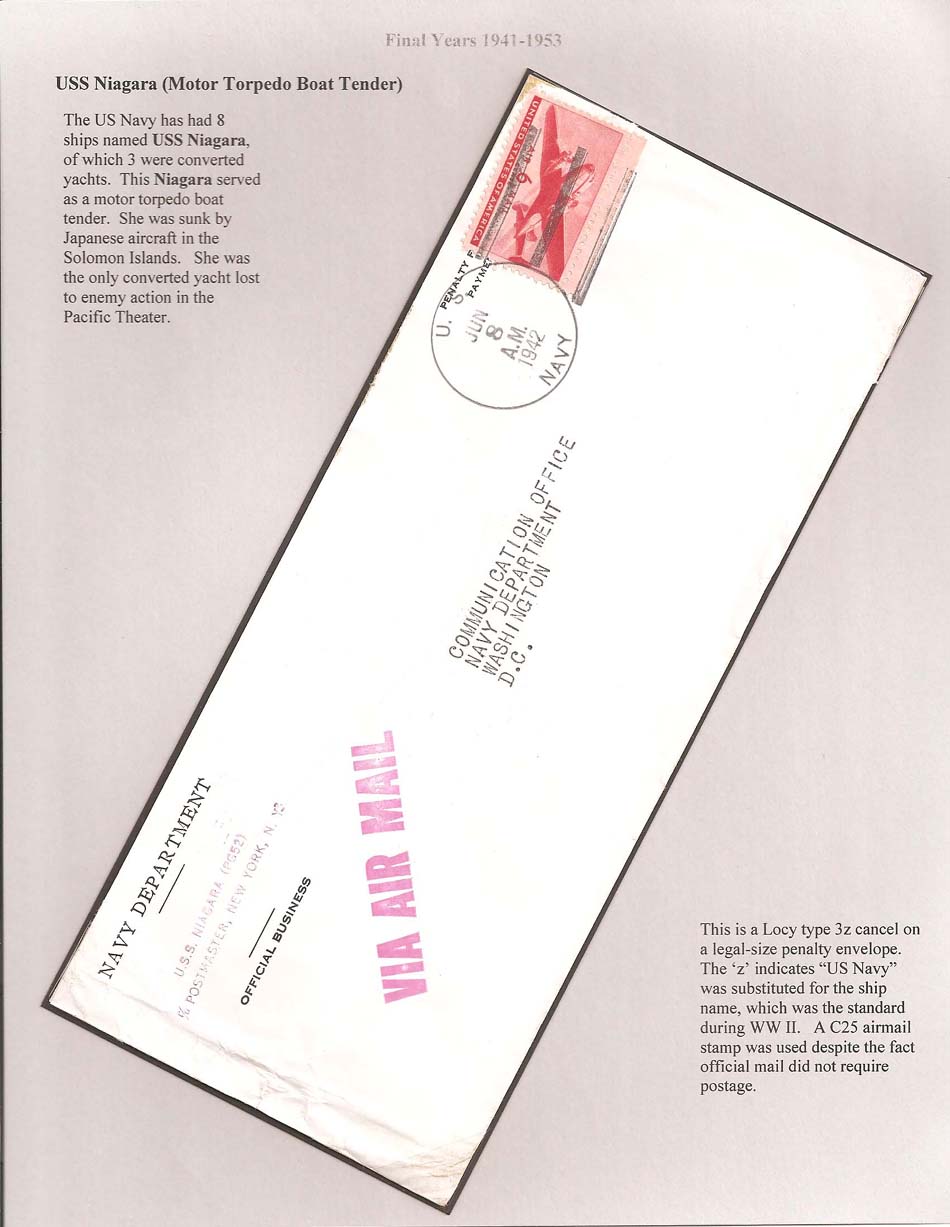 Final Years 1941-1953
USS Niagara (Motor Torpedo Boat Tender)
The US Navy has had 8
ships named USS Niagara,
of which 3 were converted
yachts.  This Niagara served
as a motor torpedo boat
tender.  She was sunk by
Japanese aircraft in the
Solomon Islands.  She was
the only converted yacht lost
to enemy action in the
Pacific Theater.
UNITED STATES OF AMERICA
6¢
AIR MAIL
PENALTY F
PAYME
U. S.
JUN
8
A.M.
1942
NAVY
COMMUNICATION OFFICE
NAVY DEPARTMENT
WASHINGTON
D.C.
VIA AIR MAIL
NAVY DEPARTMENT
U.S.S. NIAGARA (PG52)
% POSTMASTER, NEW YORK, N. Y.
OFFICIAL BUSINESS
This is a Locy type 3z cancel on
a legal-size penalty envelope.
The ‘z’ indicates “US Navy”
was substituted for the ship
name, which was the standard
during WW II.  A C25 airmail
stamp was used despite the fact
official mail did not require
postage.